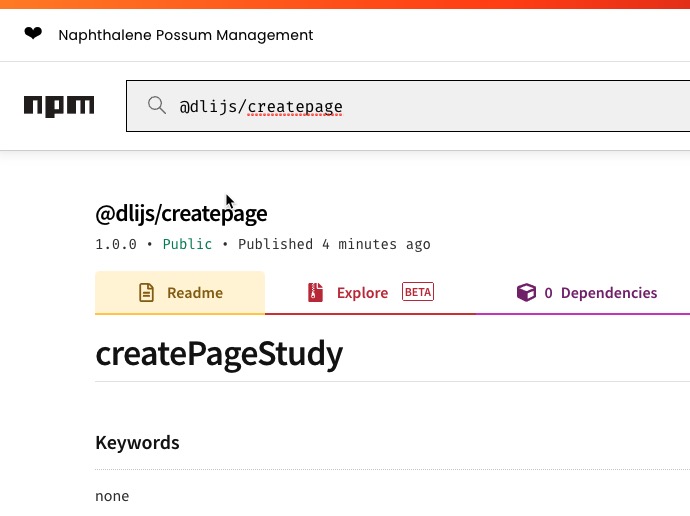 ❤ Naphthalene Possum Management
npm
@dlijs/createpage
@dlijs/createpage
1.0.0 • Public • Published 4 minutes ago
Readme
Explore BETA
0 Dependencies
createPageStudy
Keywords
none